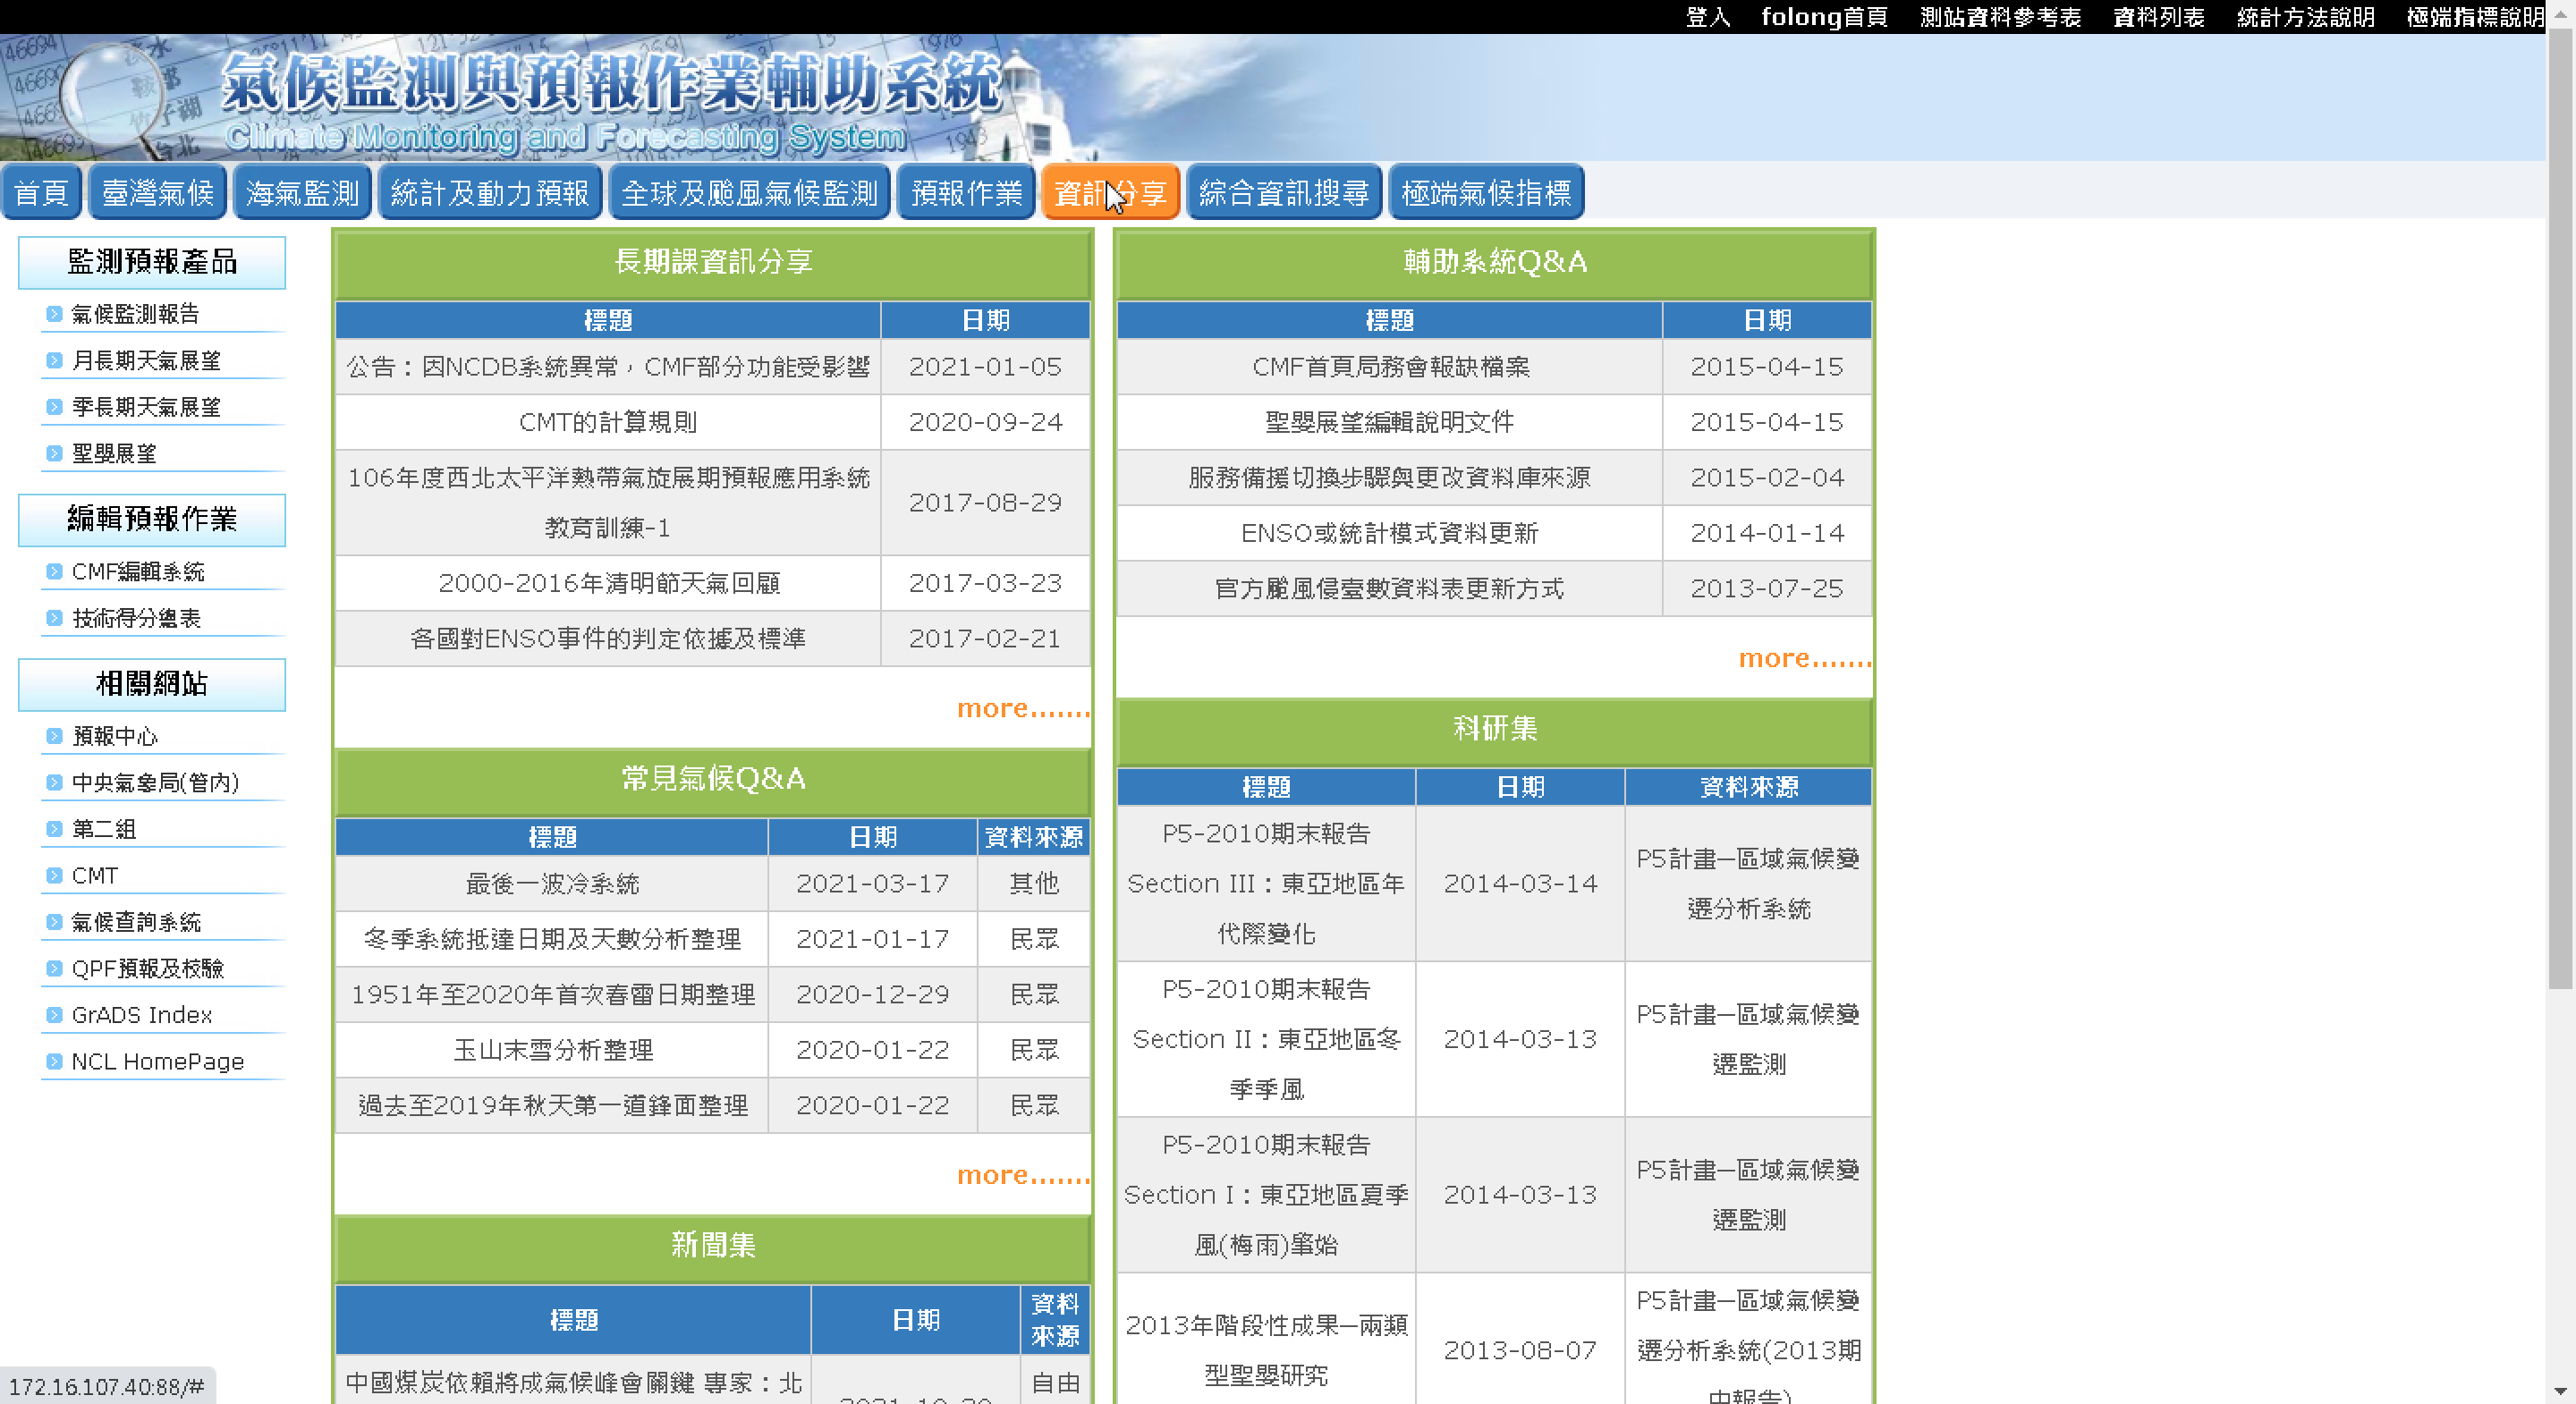 登入 folong首頁 測站資料參考表 資料列表 統計方法說明 極端指標說明
氣候監測與預報作業輔助系統
Climate Monitoring and Forecasting System
首頁 臺灣氣候 海氣監測 統計及動力預報 全球及颱風氣候監測 預報作業 資訊分享 綜合資訊搜尋 極端氣候指標
監測預報產品
氣候監測報告
月長期天氣展望
季長期天氣展望
聖嬰展望
編輯預報作業
CMF編輯系統
技術得分總表
相關網站
預報中心
中央氣象局(管內)
第二組
CMT
氣候查詢系統
QPF預報及校驗
GrADS Index
NCL HomePage
長期課資訊分享
標題 日期
公告：因NCDB系統異常，CMF部分功能受影響 2021-01-05
CMT的計算規則 2020-09-24
106年度西北太平洋熱帶氣旋展期預報應用系統
教育訓練-1 2017-08-29
2000-2016年清明節天氣回顧 2017-03-23
各國對ENSO事件的判定依據及標準 2017-02-21
more.......
常見氣候Q&A
標題 日期 資料來源
最後一波冷系統 2021-03-17 其他
冬季系統抵達日期及天數分析整理 2021-01-17 民眾
1951年至2020年首次春雷日期整理 2020-12-29 民眾
玉山末雪分析整理 2020-01-22 民眾
過去至2019年秋天第一道鋒面整理 2020-01-22 民眾
more.......
新聞集
標題 日期 資料
來源
中國煤炭依賴將成氣候峰會關鍵 專家：北 自由
輔助系統Q&A
標題 日期
CMF首頁局務會報缺檔案 2015-04-15
聖嬰展望編輯說明文件 2015-04-15
服務備援切換步驟與更改資料庫來源 2015-02-04
ENSO或統計模式資料更新 2014-01-14
官方颱風侵臺數資料表更新方式 2013-07-25
more.......
科研集
標題 日期 資料來源
P5-2010期末報告
Section III：東亞地區年
代際變化
2014-03-14
P5計畫—區域氣候變
遷分析系統
P5-2010期末報告
Section II：東亞地區冬
季季風
2014-03-13
P5計畫—區域氣候變
遷監測
P5-2010期末報告
Section I：東亞地區夏季
風(梅雨)肇始
2014-03-13
P5計畫—區域氣候變
遷監測
2013年階段性成果—兩類
型聖嬰研究
2013-08-07
P5計畫—區域氣候變
遷分析系統(2013期
中報告)
172.16.107.40:88/#